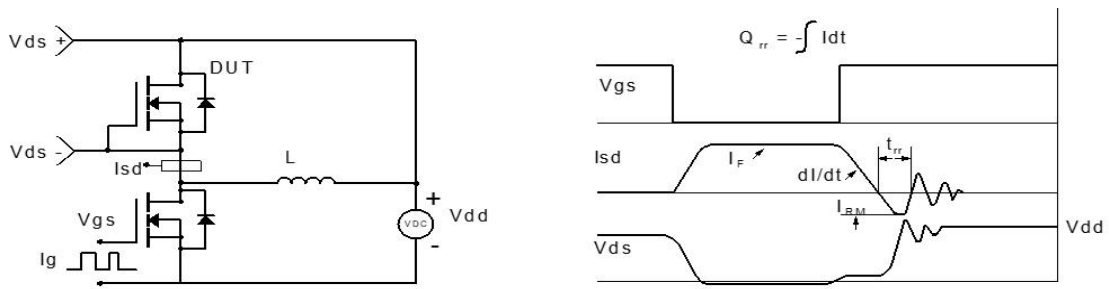 Vds +
DUT
Vds -
Isd
L
Vgs
Ig
+
VDC
-
Vdd
Q rr = -∫ Idt
Vgs
Isd
I F
dI/dt
t rr
I RM
Vds
Vdd